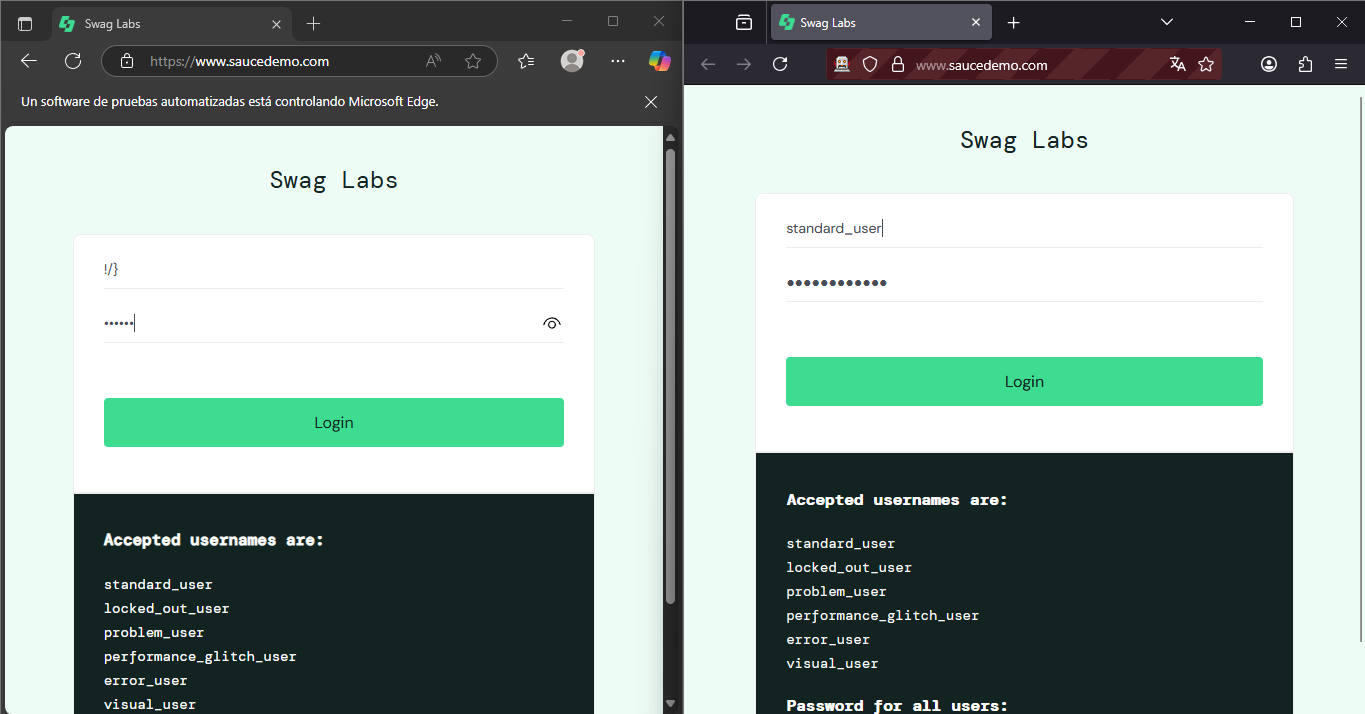 Swag Labs
https://www.saucedemo.com
Un software de pruebas automatizadas está controlando Microsoft Edge.
Swag Labs
!/}
••••••
Login
Accepted usernames are:
standard_user
locked_out_user
problem_user
performance_glitch_user
error_user
visual_user
Swag Labs
www.saucedemo.com
Swag Labs
standard_user
••••••••••••
Login
Accepted usernames are:
standard_user
locked_out_user
problem_user
performance_glitch_user
error_user
visual_user
Password for all users: